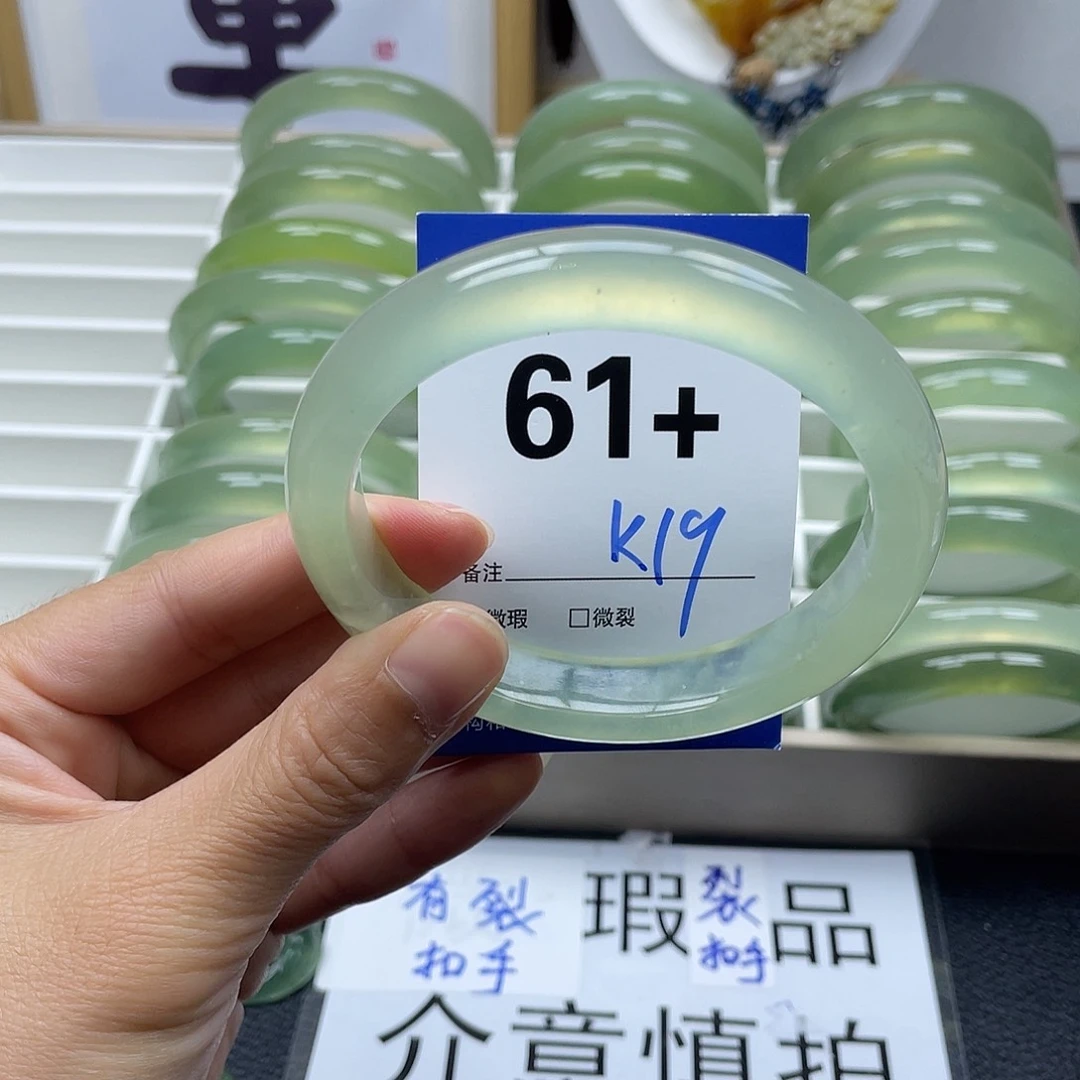 重
61+
K19
备注
微瑕 □微裂
有裂 瑕裂品
扣手 扣手
介意慎拍